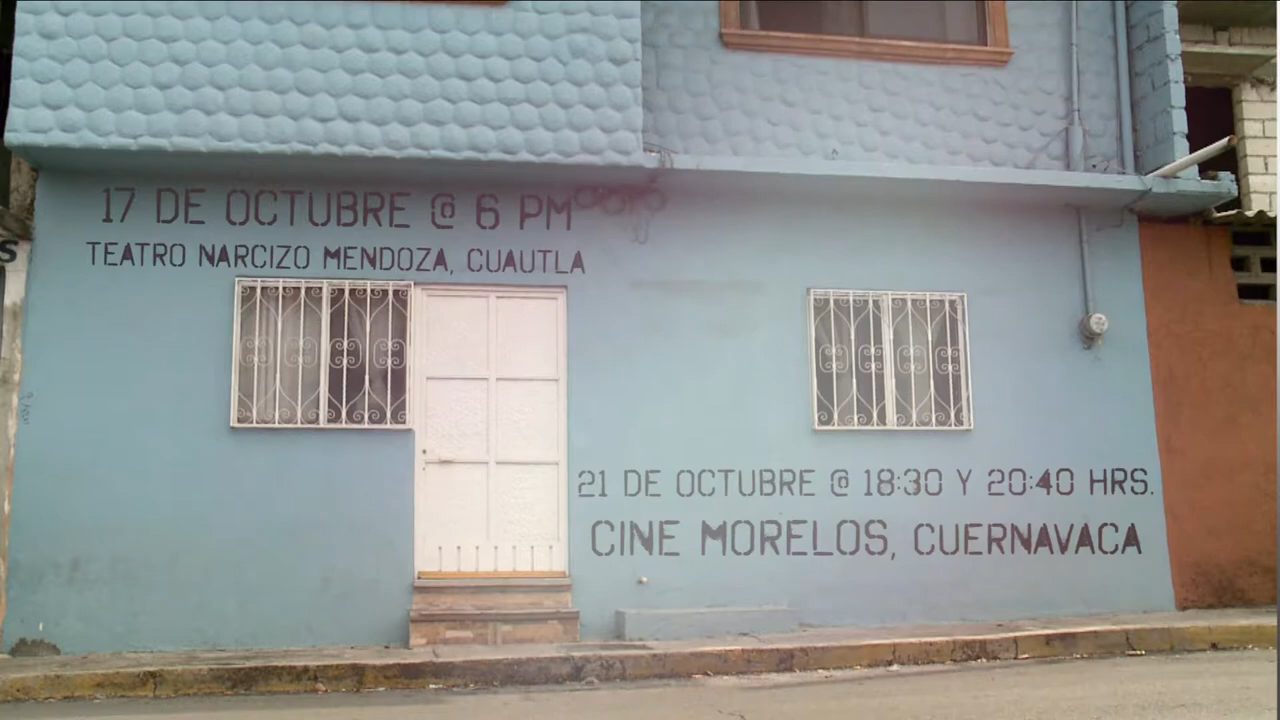 17 DE OCTUBRE @ 6 PM
TEATRO NARCIZO MENDOZA, CUAUTLA
21 DE OCTUBRE @ 18:30 Y 20:40 HRS.
CINE MORELOS, CUERNAVACA
S